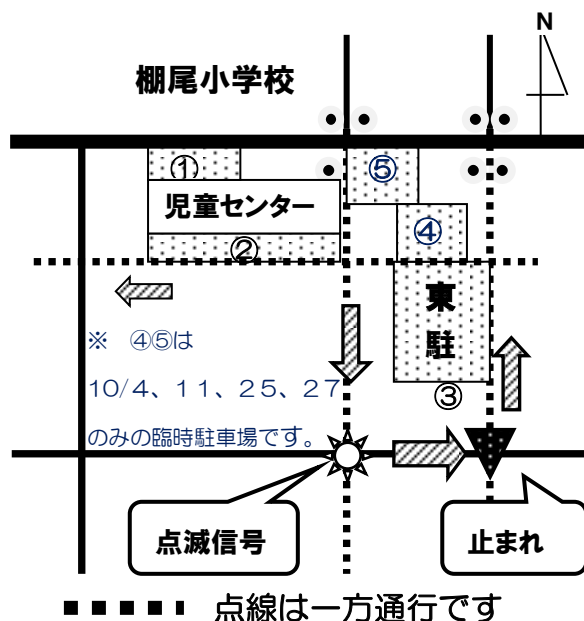 N
棚尾小学校
①
⑤
児童センター
②
④
東
駐
※ ④⑤は
10/4、11、25、27
のみの臨時駐車場です。
③
点滅信号
止まれ
点線は一方通行です